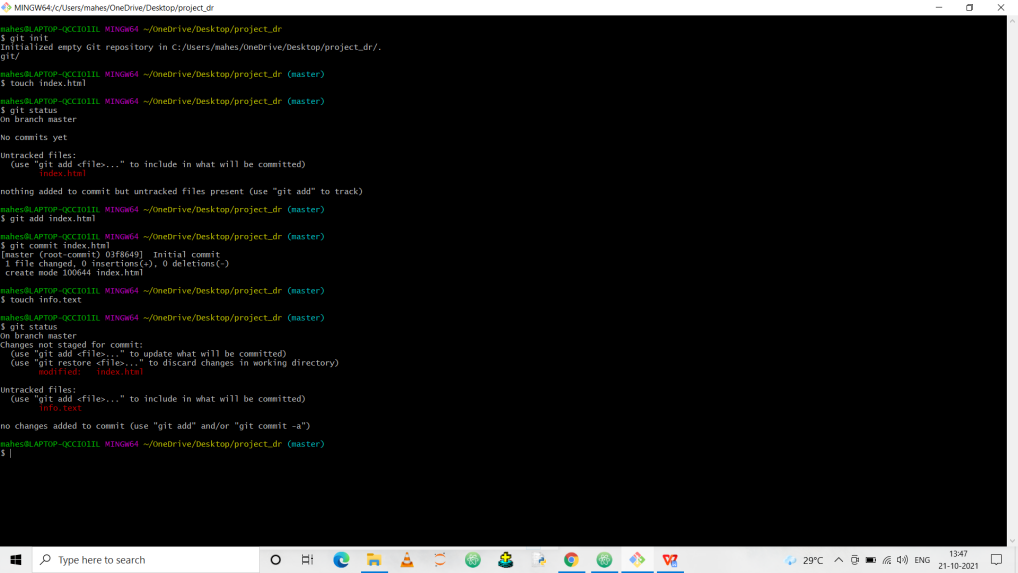 MINGW64:/c/Users/mahes/OneDrive/Desktop/project_dr
mahes@LAPTOP-QCCIO1IL MINGW64 ~/OneDrive/Desktop/project_dr
$ git init
Initialized empty Git repository in C:/Users/mahes/OneDrive/Desktop/project_dr/.
git/
mahes@LAPTOP-QCCIO1IL MINGW64 ~/OneDrive/Desktop/project_dr (master)
$ touch index.html
mahes@LAPTOP-QCCIO1IL MINGW64 ~/OneDrive/Desktop/project_dr (master)
$ git status
On branch master
No commits yet
Untracked files:
(use "git add <file>..." to include in what will be committed)
index.html
nothing added to commit but untracked files present (use "git add" to track)
mahes@LAPTOP-QCCIO1IL MINGW64 ~/OneDrive/Desktop/project_dr (master)
$ git add index.html
mahes@LAPTOP-QCCIO1IL MINGW64 ~/OneDrive/Desktop/project_dr (master)
$ git commit index.html
[master (root-commit) 03f8649] Initial commit
1 file changed, 0 insertions(+), 0 deletions(-)
create mode 100644 index.html
mahes@LAPTOP-QCCIO1IL MINGW64 ~/OneDrive/Desktop/project_dr (master)
$ touch info.text
mahes@LAPTOP-QCCIO1IL MINGW64 ~/OneDrive/Desktop/project_dr (master)
$ git status
On branch master
Changes not staged for commit:
(use "git add <file>..." to update what will be committed)
(use "git restore <file>..." to discard changes in working directory)
modified: index.html
Untracked files:
(use "git add <file>..." to include in what will be committed)
info.text
no changes added to commit (use "git add" and/or "git commit -a")
mahes@LAPTOP-QCCIO1IL MINGW64 ~/OneDrive/Desktop/project_dr (master)
$
Type here to search
29°C
ENG
13:47
21-10-2021